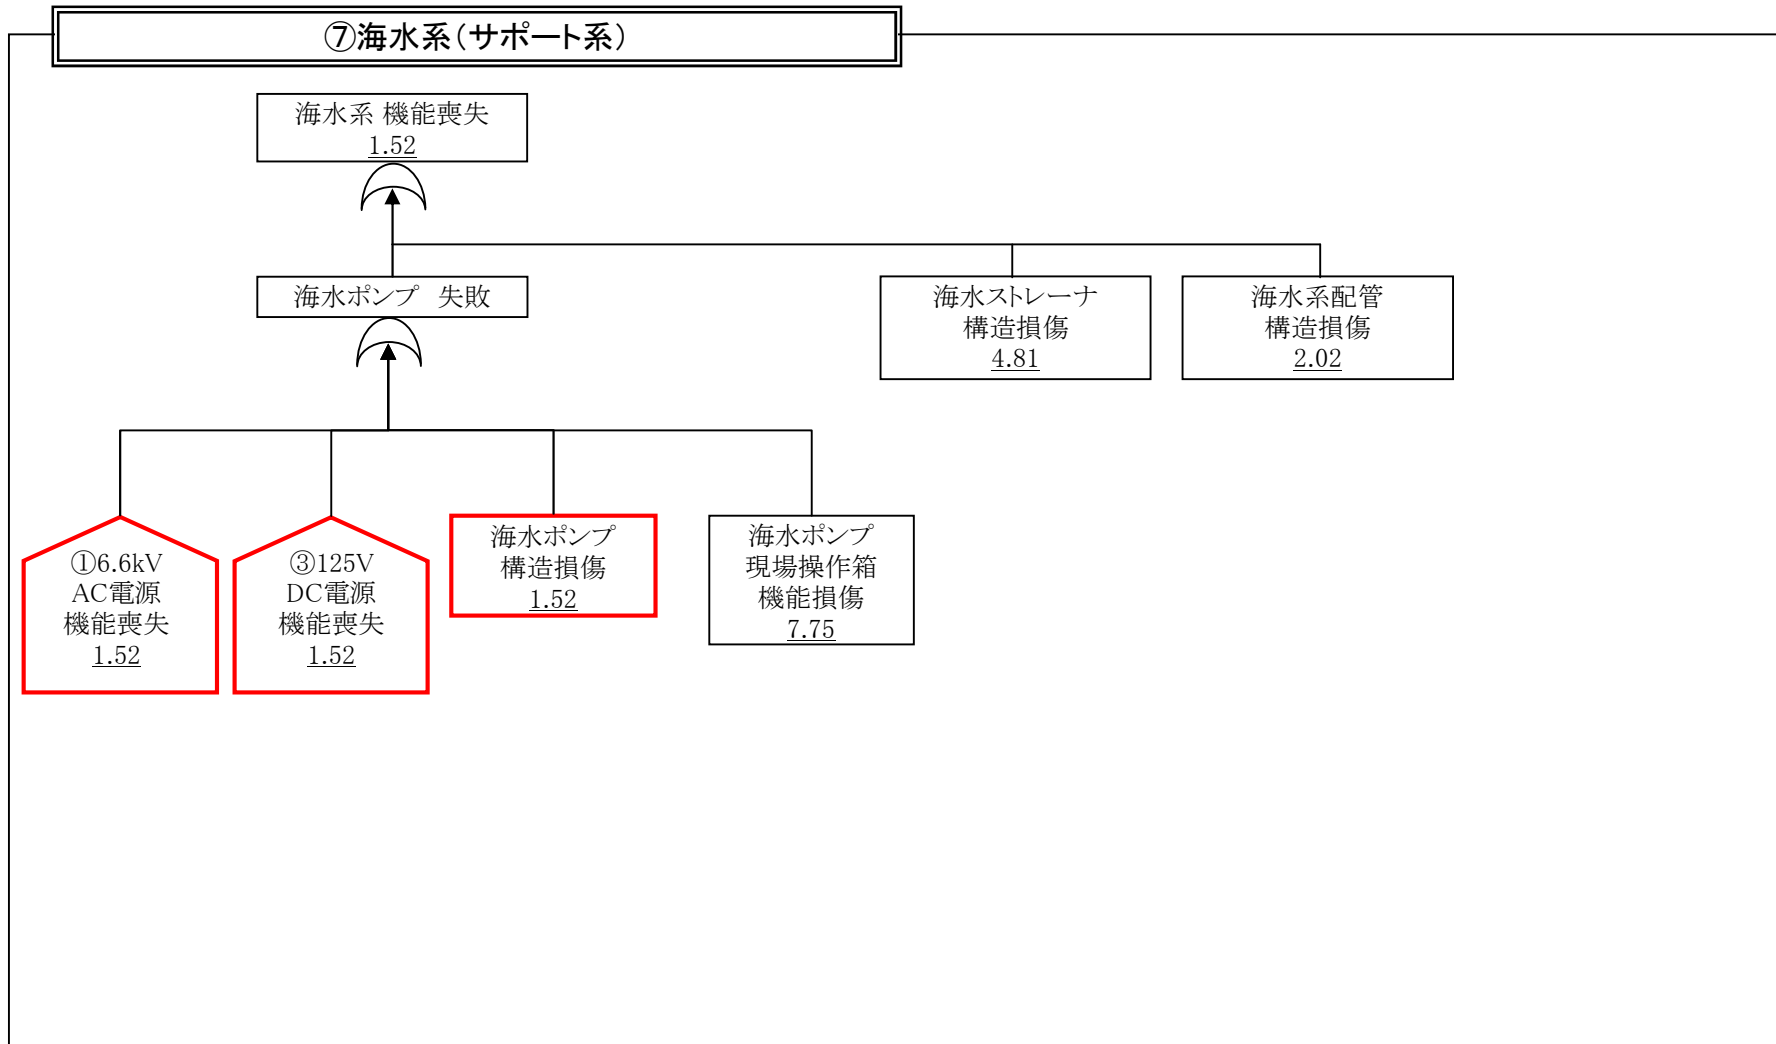 ⑦海水系（サポート系）
海水系 機能喪失
1.52
海水ポンプ　失敗
海水ストレーナ
構造損傷
4.81
海水系配管
構造損傷
2.02
①6.6kV
AC電源
機能喪失
1.52
③125V
DC電源
機能喪失
1.52
海水ポンプ
構造損傷
1.52
海水ポンプ
現場操作箱
機能損傷
7.75